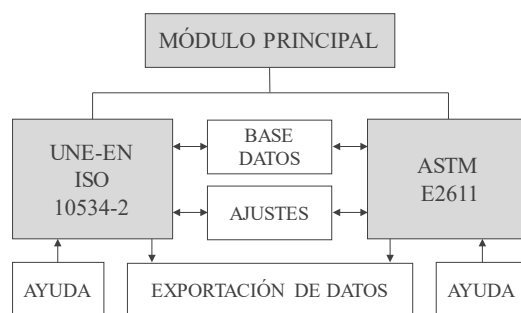 MÓDULO PRINCIPAL
UNE-EN
ISO
10534-2
BASE
DATOS
AJUSTES
ASTM
E2611
AYUDA
EXPORTACIÓN DE DATOS
AYUDA